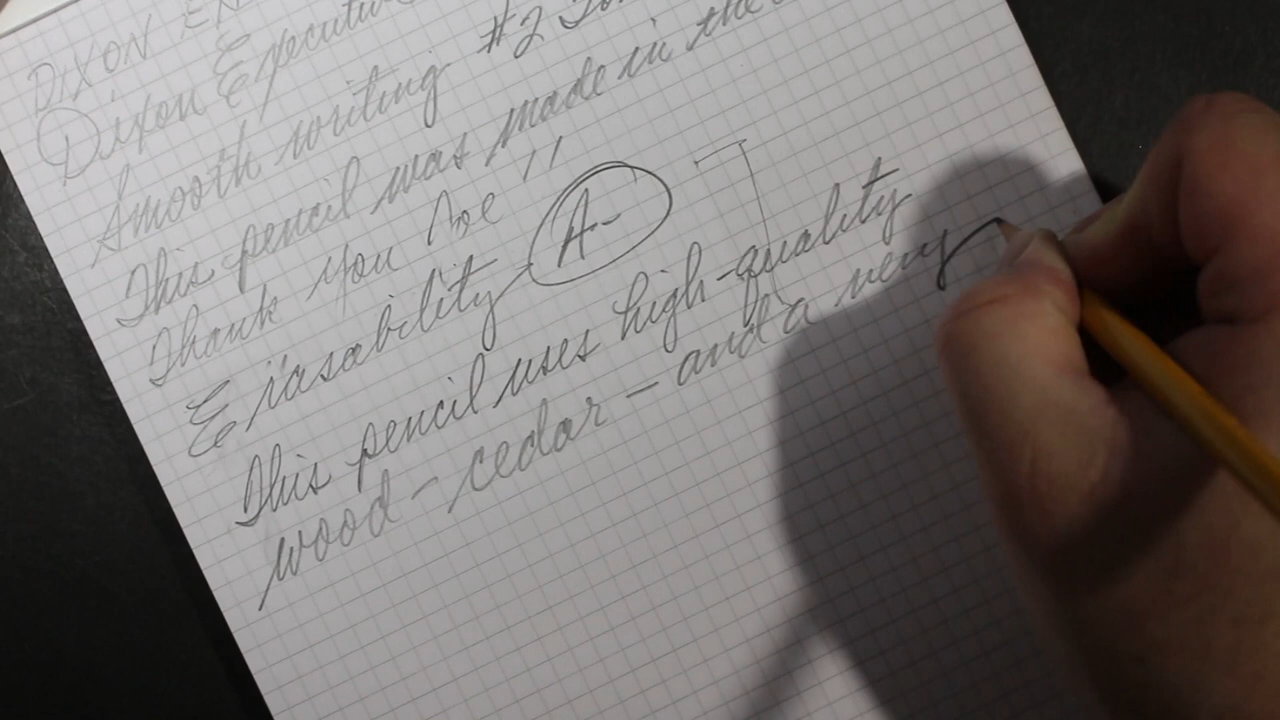 DIXON
Dixon Executive
Smooth writing #2
This pencil was made in the
Thank you Joe !!
Erasability - A-
This pencil uses high-quality
wood - cedar - and a very